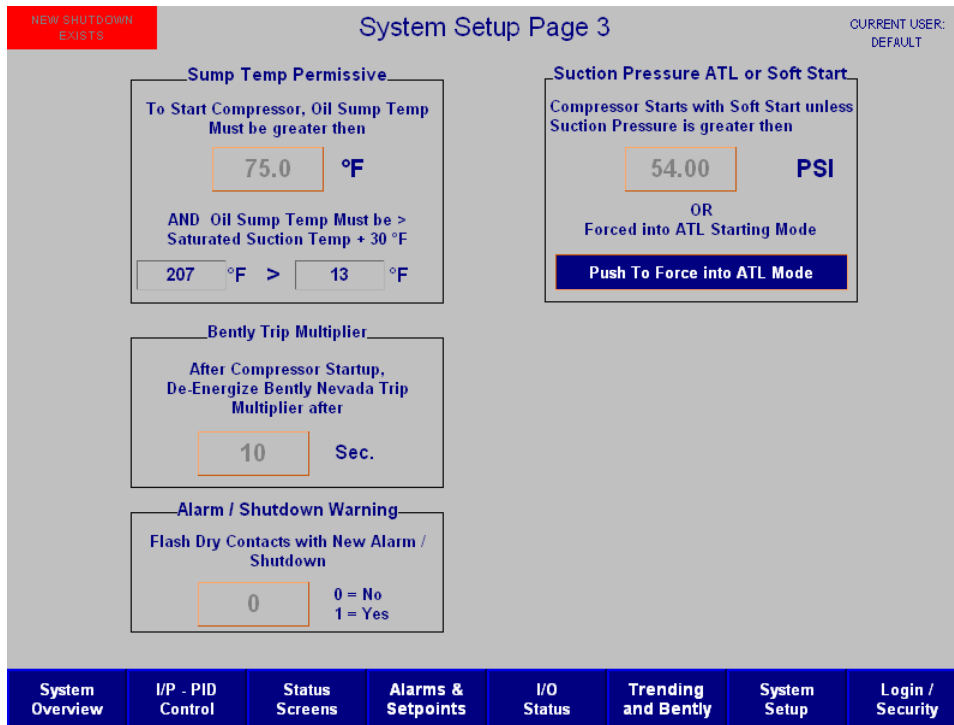 NEW SHUTDOWN
EXISTS
System Setup Page 3
CURRENT USER:
DEFAULT
Sump Temp Permissive
To Start Compressor, Oil Sump Temp
Must be greater then
75.0 °F
AND Oil Sump Temp Must be >
Saturated Suction Temp + 30 °F
207 °F > 13 °F
Suction Pressure ATL or Soft Start
Compressor Starts with Soft Start unless
Suction Pressure is greater then
54.00 PSI
OR
Forced into ATL Starting Mode
Push To Force into ATL Mode
Bently Trip Multiplier
After Compressor Startup,
De-Energize Bently Nevada Trip
Multiplier after
10 Sec.
Alarm / Shutdown Warning
Flash Dry Contacts with New Alarm /
Shutdown
0
0 = No
1 = Yes
System
Overview
I/P - PID
Control
Status
Screens
Alarms &
Setpoints
I/O
Status
Trending
and Bently
System
Setup
Login /
Security